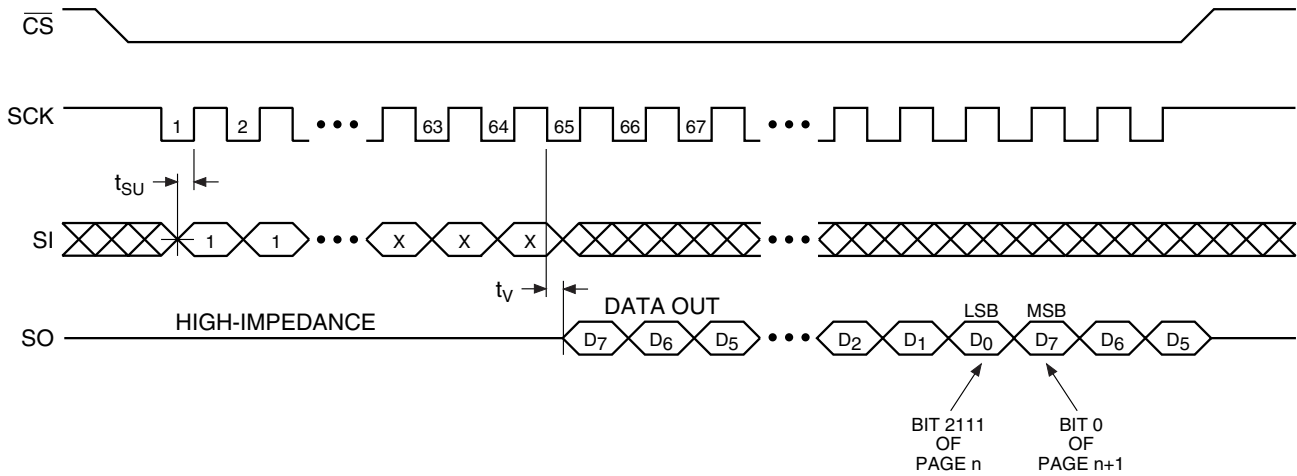 CS
SCK
1 2 ••• 63 64 65 66 67 •••
tSU
SI
1 1 ••• X X X •••
tV
DATA OUT
HIGH-IMPEDANCE
LSB MSB
SO
D7 D6 D5 ••• D2 D1 D0 D7 D6 D5
BIT 2111
OF
PAGE n
BIT 0
OF
PAGE n+1